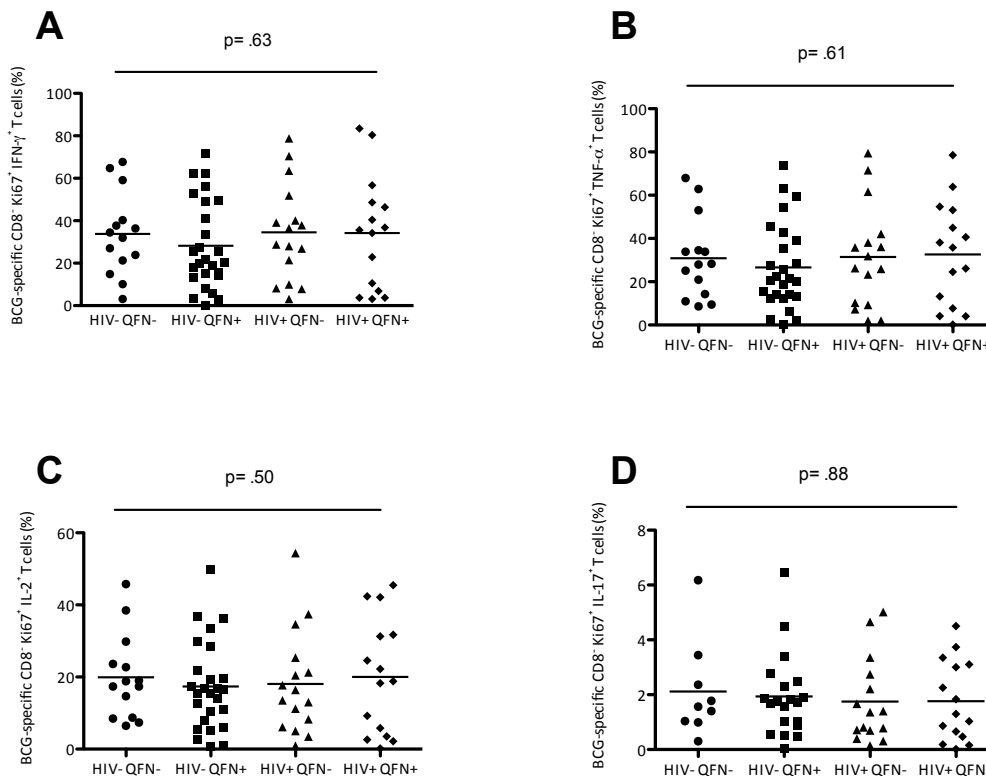 A
p= .63
BCG-specific CD8⁻ Ki67⁺ IFN-γ⁺ T cells (%)
100
80
60
40
20
0
HIV- QFN- HIV- QFN+ HIV+ QFN- HIV+ QFN+
B
p= .61
BCG-specific CD8⁻ Ki67⁺ TNF-α⁺ T cells (%)
100
80
60
40
20
0
HIV- QFN- HIV- QFN+ HIV+ QFN- HIV+ QFN+
C
p= .50
BCG-specific CD8⁻ Ki67⁺ IL-2⁺ T cells (%)
60
40
20
0
HIV- QFN- HIV- QFN+ HIV+ QFN- HIV+ QFN+
D
p= .88
BCG-specific CD8⁻ Ki67⁺ IL-17⁺ T cells (%)
8
6
4
2
0
HIV- QFN- HIV- QFN+ HIV+ QFN- HIV+ QFN